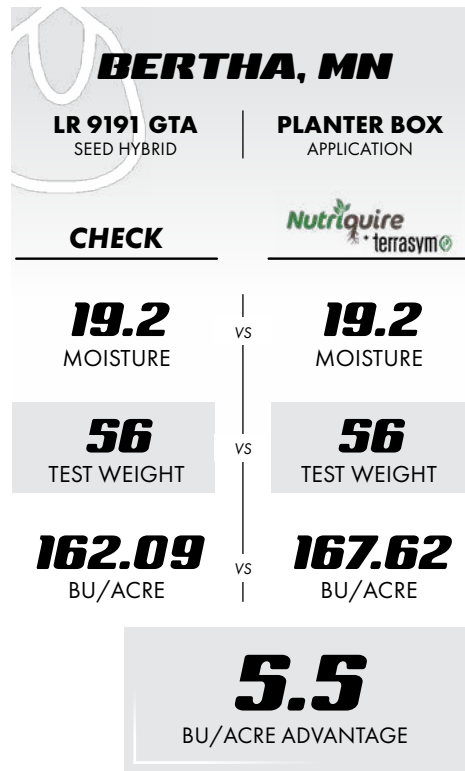 BERTHA, MN
LR 9191 GTA
SEED HYBRID
PLANTER BOX
APPLICATION
CHECK
Nutriquire
+ terrasym
19.2
MOISTURE
vs
19.2
MOISTURE
56
TEST WEIGHT
vs
56
TEST WEIGHT
162.09
BU/ACRE
vs
167.62
BU/ACRE
5.5
BU/ACRE ADVANTAGE